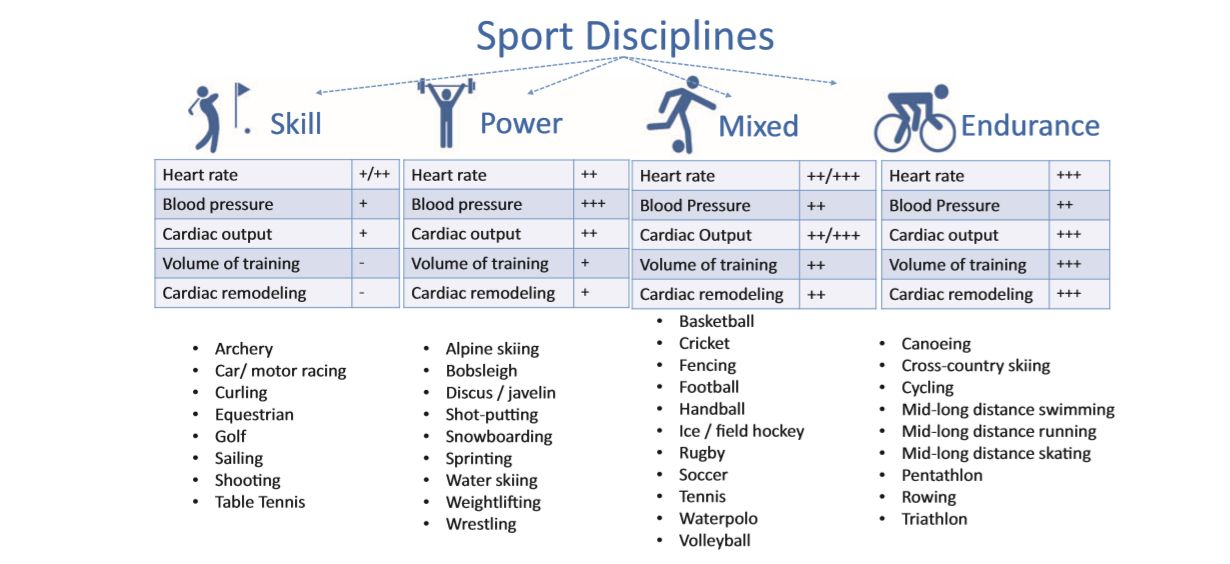 Sport Disciplines
Skill
Heart rate +/++
Blood pressure +
Cardiac output +
Volume of training -
Cardiac remodeling -
• Archery
• Car/ motor racing
• Curling
• Equestrian
• Golf
• Sailing
• Shooting
• Table Tennis
Power
Heart rate ++
Blood pressure +++
Cardiac output ++
Volume of training +
Cardiac remodeling +
• Alpine skiing
• Bobsleigh
• Discus / javelin
• Shot-putting
• Snowboarding
• Sprinting
• Water skiing
• Weightlifting
• Wrestling
Mixed
Heart rate ++/+++
Blood Pressure ++
Cardiac Output ++/+++
Volume of training ++
Cardiac remodeling ++
• Basketball
• Cricket
• Fencing
• Football
• Handball
• Ice / field hockey
• Rugby
• Soccer
• Tennis
• Waterpolo
• Volleyball
Endurance
Heart rate +++
Blood Pressure ++
Cardiac output +++
Volume of training +++
Cardiac remodeling +++
• Canoeing
• Cross-country skiing
• Cycling
• Mid-long distance swimming
• Mid-long distance running
• Mid-long distance skating
• Pentathlon
• Rowing
• Triathlon